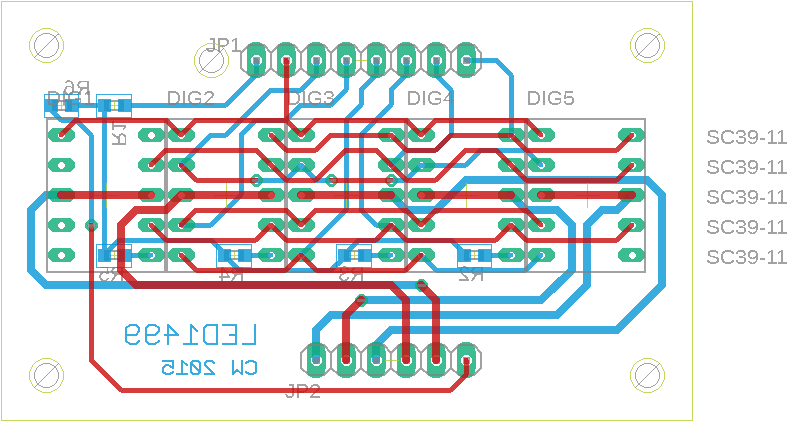 JP1
R6
DIG1 DIG2 DIG3 DIG4 DIG5
R1
SC39-11
SC39-11
SC39-11
SC39-11
SC39-11
R5 R4 R3 R2
LED1499
CW 2015
JP2